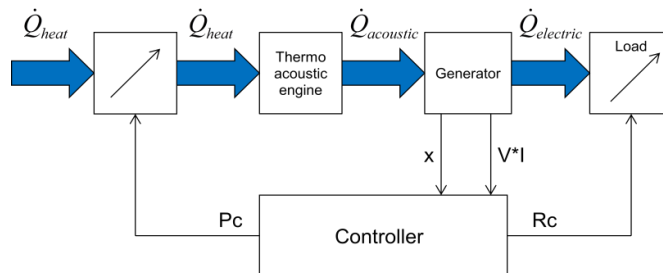 Q̇heat
Q̇heat
Q̇acoustic
Q̇electric
Thermo
acoustic
engine
Generator
Load
x
V*I
Pc
Controller
Rc